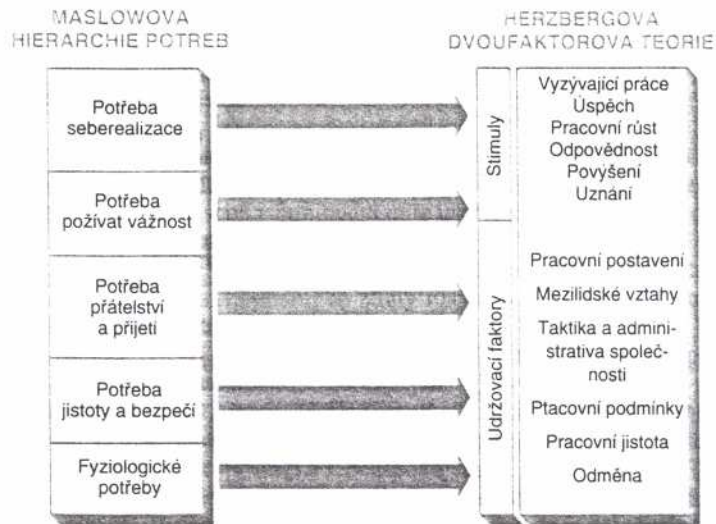 MASLOWOVA
HIERARCHIE POTŘEB
Potřeba
seberealizace
Potřeba
požívat vážnost
Potřeba
přátelství
a přijetí
Potřeba
jistoty a bezpečí
Fyziologické
potřeby
HERZBERGOVA
DVOUFAKTOROVA TEORIE
Stimuly
Udržovací faktory
Vyzývající práce
Úspěch
Pracovní růst
Odpovědnost
Povýšení
Uznání
Pracovní postavení
Mezilidské vztahy
Taktika a admini-
strativa společ-
nosti
Ptacovní podmínky
Pracovní jistota
Odměna